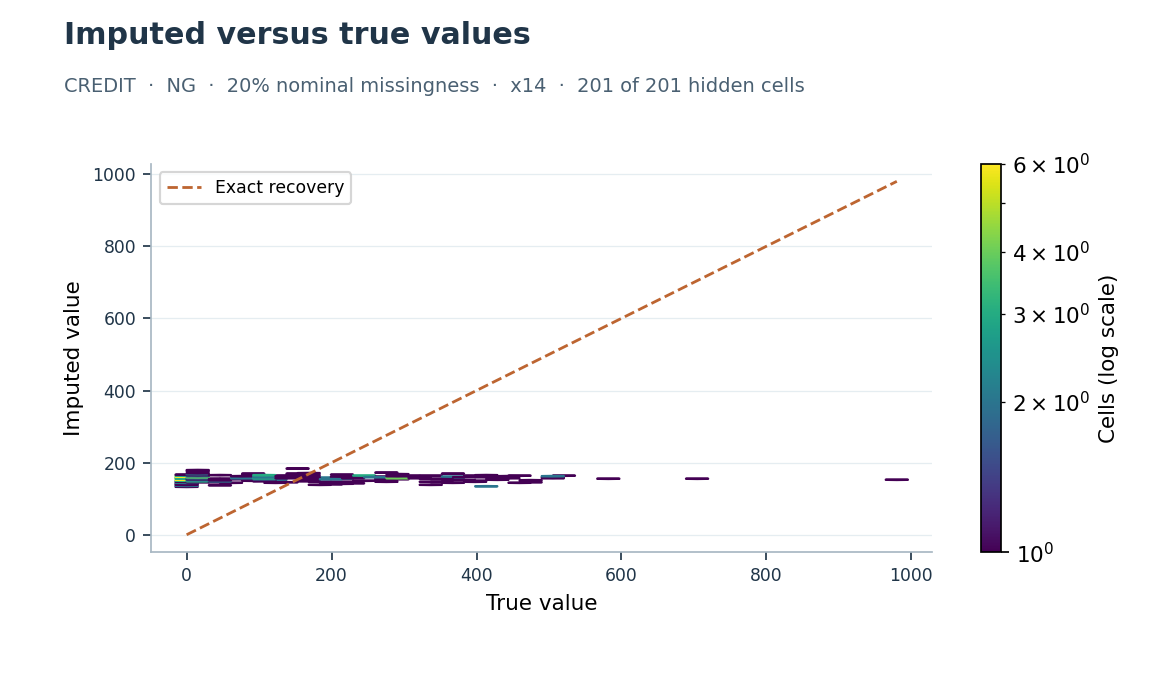 Imputed versus true values
CREDIT · NG · 20% nominal missingness · x14 · 201 of 201 hidden cells
Exact recovery
1000
800
600
400
200
0
Imputed value
0 200 400 600 800 1000
True value
6 × 10⁰
4 × 10⁰
3 × 10⁰
2 × 10⁰
10⁰
Cells (log scale)